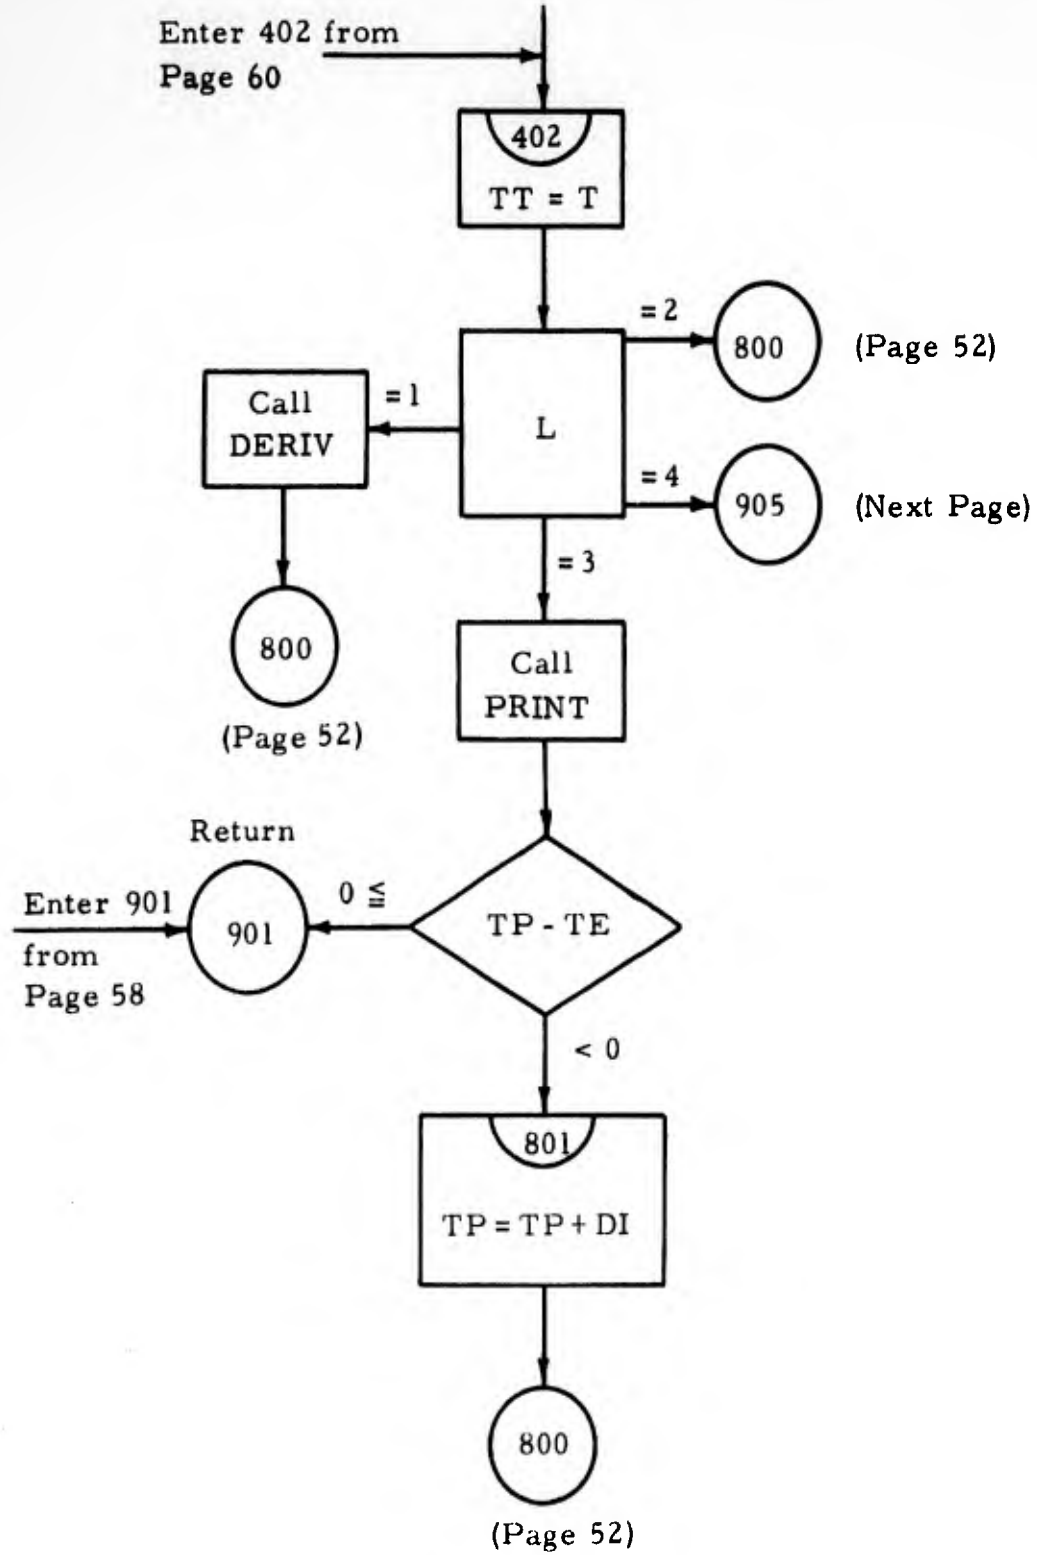 Enter 402 from
Page 60
402
TT = T
=2
800
(Page 52)
Call
DERIV
=1
L
=4
905
(Next Page)
=3
800
(Page 52)
Call
PRINT
Return
Enter 901
from
Page 58
901
0 ≦
TP - TE
< 0
801
TP = TP + DI
800
(Page 52)